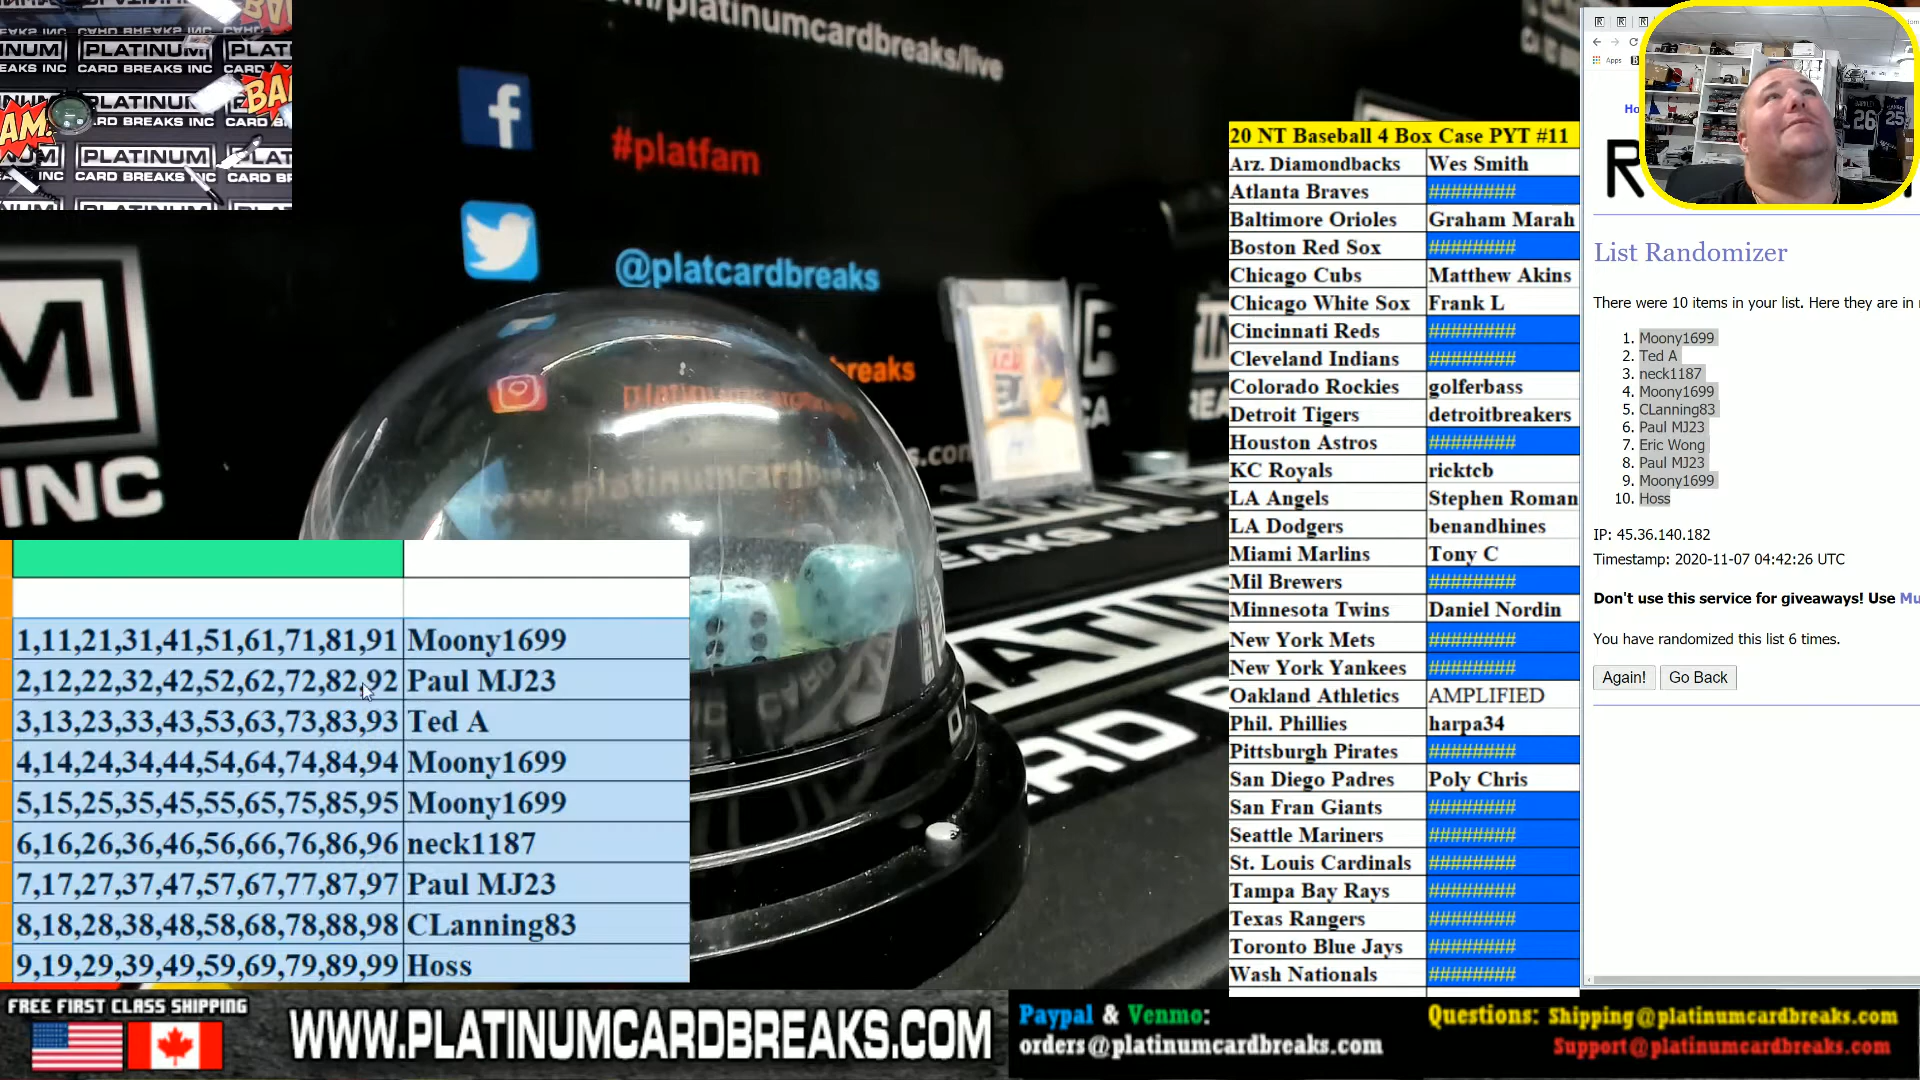 .com/platinumcardbreaks/live
#platfam
@platcardbreaks
PLATINUM
CARD BREAKS INC
BAM!
INC
20 NT Baseball 4 Box Case PYT #11
Arz. Diamondbacks Wes Smith
Atlanta Braves ########
Baltimore Orioles Graham Marah
Boston Red Sox ########
Chicago Cubs Matthew Akins
Chicago White Sox Frank L
Cincinnati Reds ########
Cleveland Indians ########
Colorado Rockies golferbass
Detroit Tigers detroitbreakers
Houston Astros ########
KC Royals ricktcb
LA Angels Stephen Roman
LA Dodgers benandhines
Miami Marlins Tony C
Mil Brewers ########
Minnesota Twins Daniel Nordin
New York Mets ########
New York Yankees ########
Oakland Athletics AMPLIFIED
Phil. Phillies harpa34
Pittsburgh Pirates ########
San Diego Padres Poly Chris
San Fran Giants ########
Seattle Mariners ########
St. Louis Cardinals ########
Tampa Bay Rays ########
Texas Rangers ########
Toronto Blue Jays ########
Wash Nationals ########
Apps
List Randomizer
There were 10 items in your list. Here they are in
1. Moony1699
2. Ted A
3. neck1187
4. Moony1699
5. CLanning83
6. Paul MJ23
7. Eric Wong
8. Paul MJ23
9. Moony1699
10. Hoss
IP: 45.36.140.182
Timestamp: 2020-11-07 04:42:26 UTC
Don't use this service for giveaways! Use
You have randomized this list 6 times.
Again! Go Back
1,11,21,31,41,51,61,71,81,91 Moony1699
2,12,22,32,42,52,62,72,82,92 Paul MJ23
3,13,23,33,43,53,63,73,83,93 Ted A
4,14,24,34,44,54,64,74,84,94 Moony1699
5,15,25,35,45,55,65,75,85,95 Moony1699
6,16,26,36,46,56,66,76,86,96 neck1187
7,17,27,37,47,57,67,77,87,97 Paul MJ23
8,18,28,38,48,58,68,78,88,98 CLanning83
9,19,29,39,49,59,69,79,89,99 Hoss
FREE FIRST CLASS SHIPPING
WWW.PLATINUMCARDBREAKS.COM
Paypal & Venmo:
orders@platinumcardbreaks.com
Questions: Shipping@platinumcardbreaks.com
Support@platinumcardbreaks.com